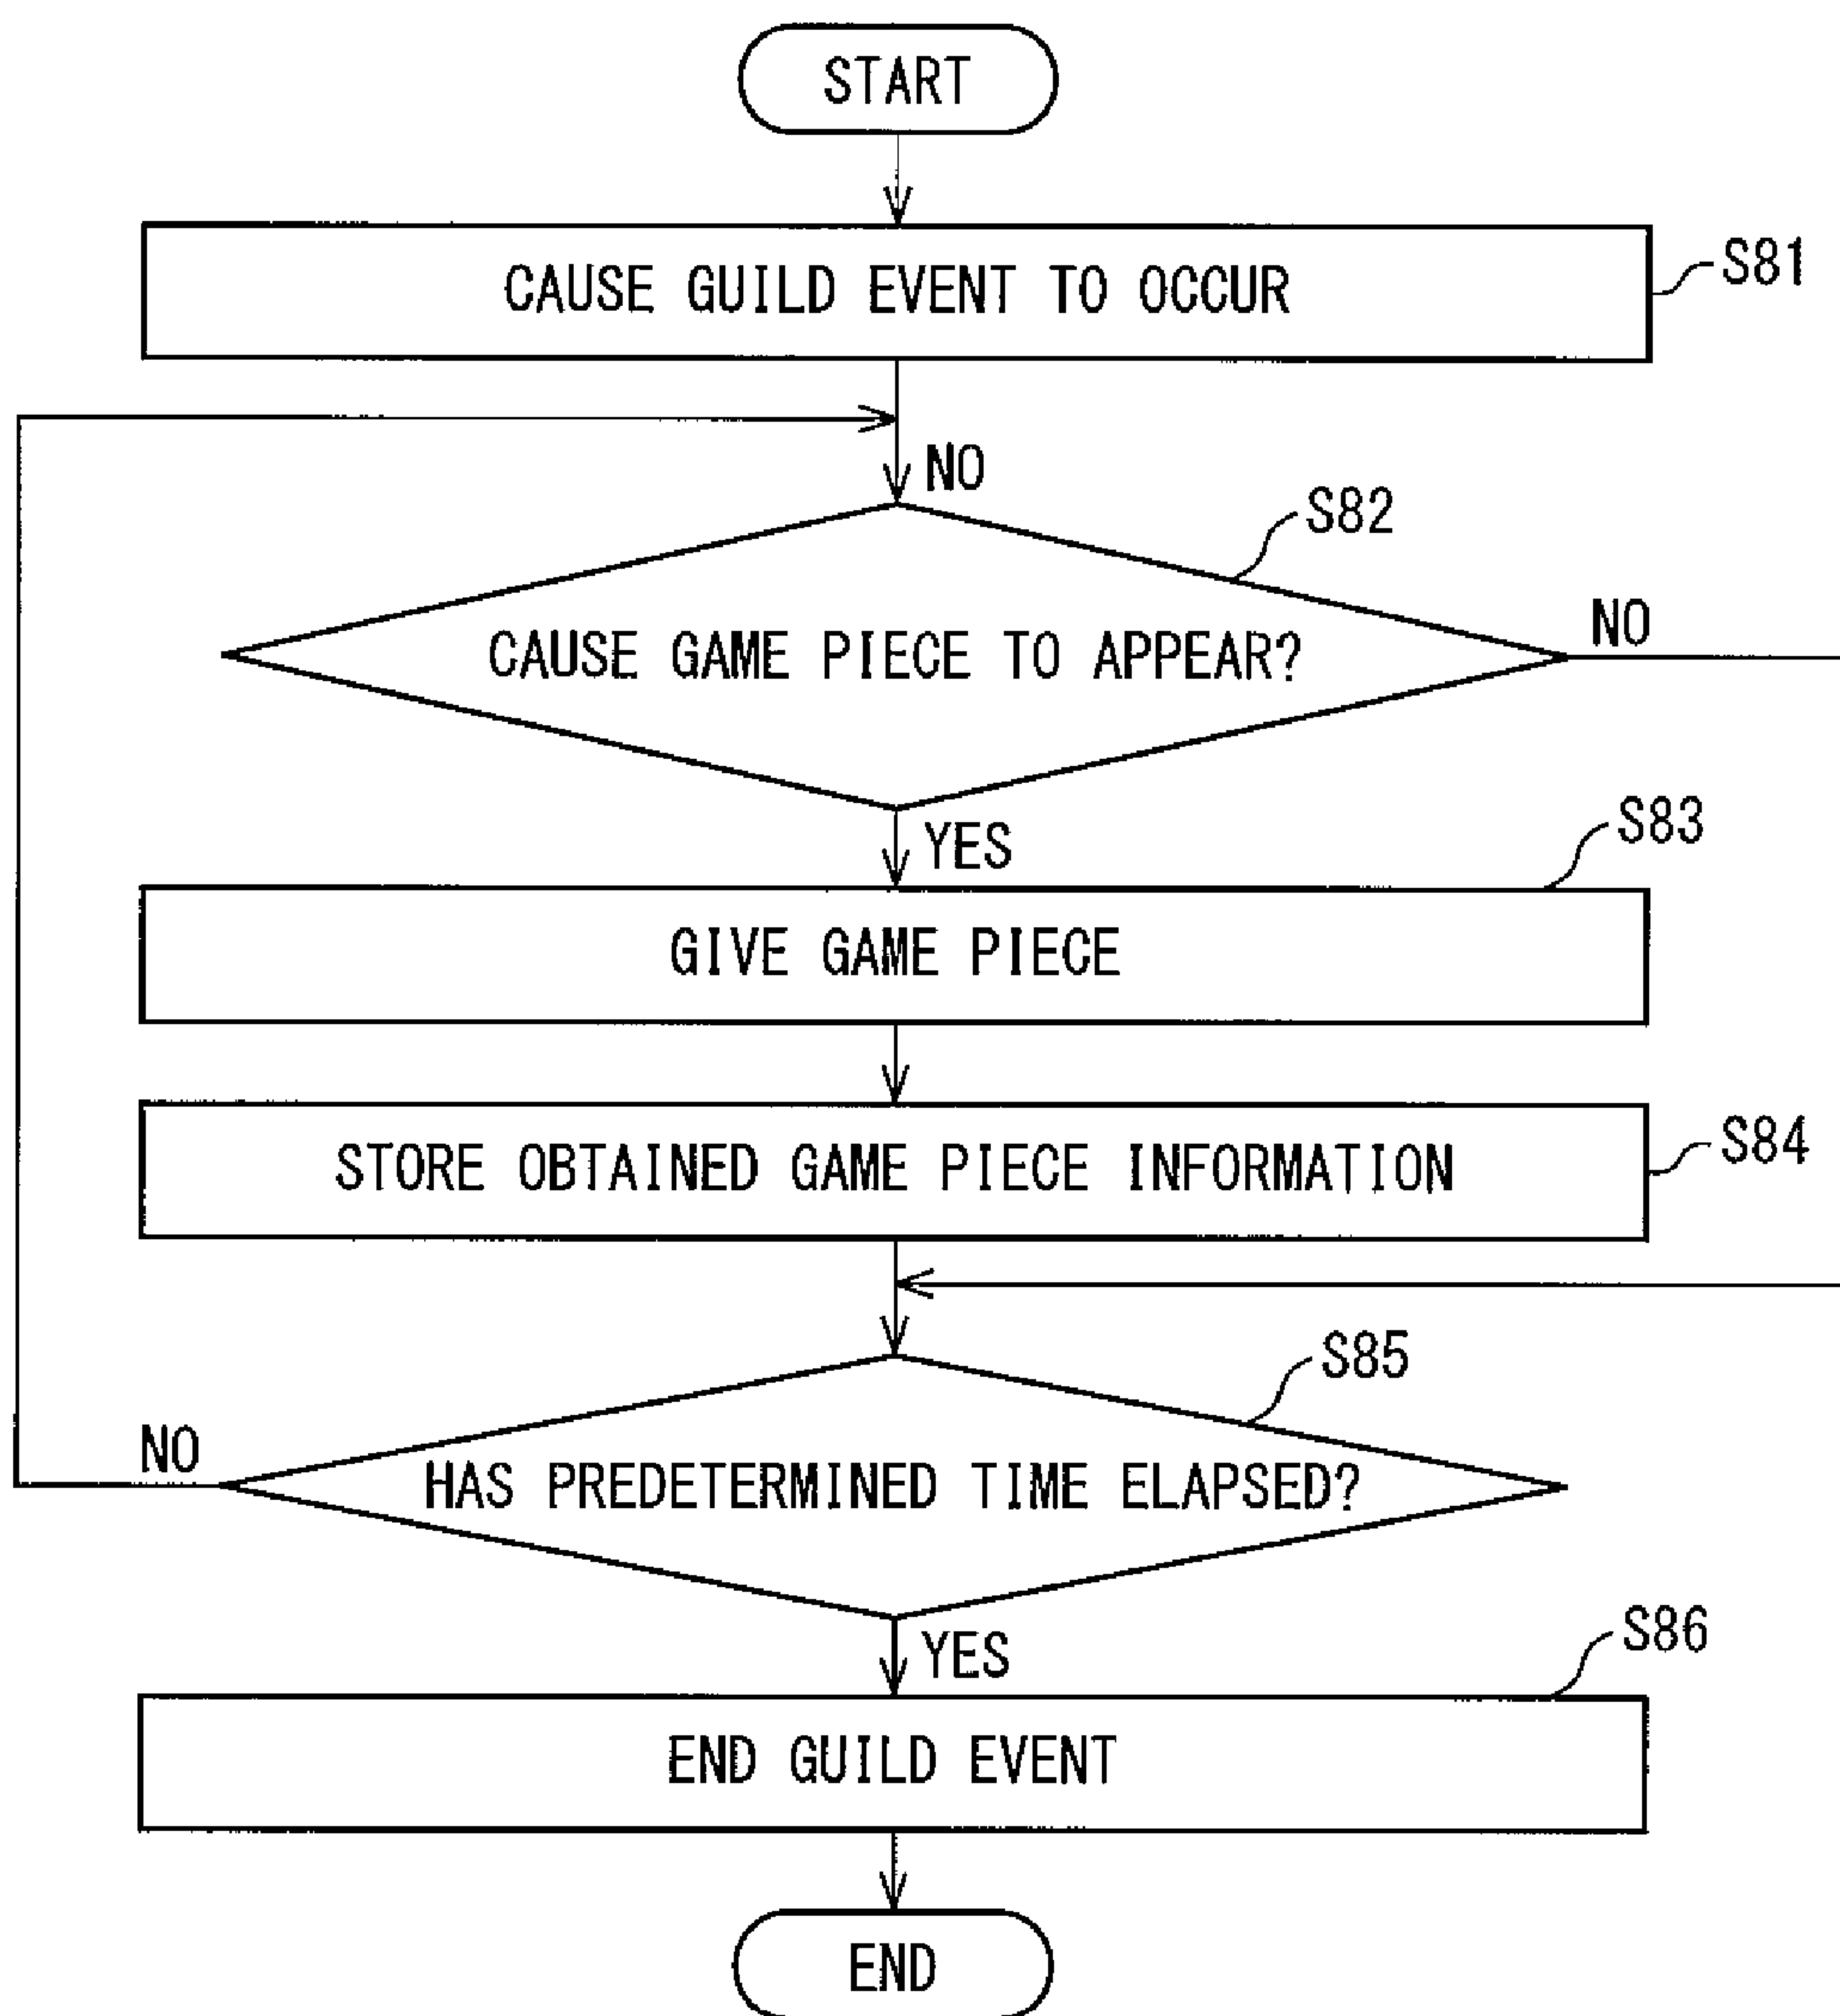 START
CAUSE GUILD EVENT TO OCCUR
S81
NO
S82
CAUSE GAME PIECE TO APPEAR?
NO
YES
S83
GIVE GAME PIECE
STORE OBTAINED GAME PIECE INFORMATION
S84
S85
NO
HAS PREDETERMINED TIME ELAPSED?
YES
S86
END GUILD EVENT
END